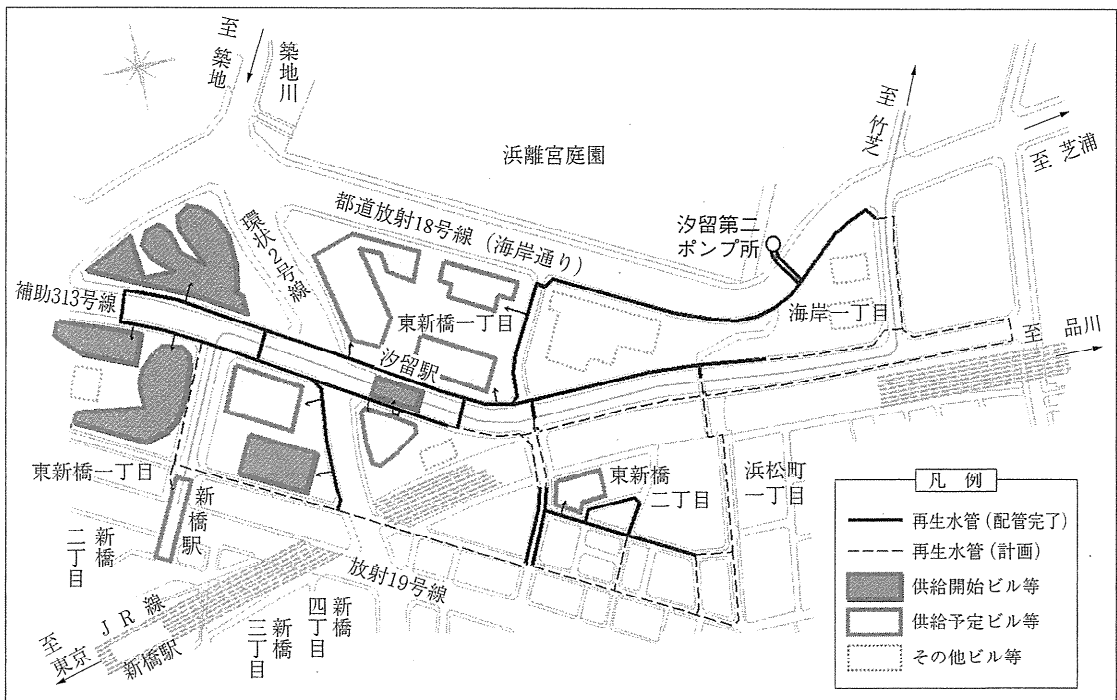 至築地
築地川
浜離宮庭園
至竹芝
至芝浦
環状2号線
都道放射18号線(海岸通り)
汐留第二
ポンプ所
補助313号線
東新橋一丁目
汐留駅
海岸一丁目
至品川
東新橋一丁目
新橋駅
新橋
二丁目
東新橋
二丁目
浜松町
一丁目
放射19号線
新橋
四丁目
新橋
三丁目
JR線
新橋駅
至
東京
凡例
再生水管(配管完了)
再生水管(計画)
供給開始ビル等
供給予定ビル等
その他ビル等